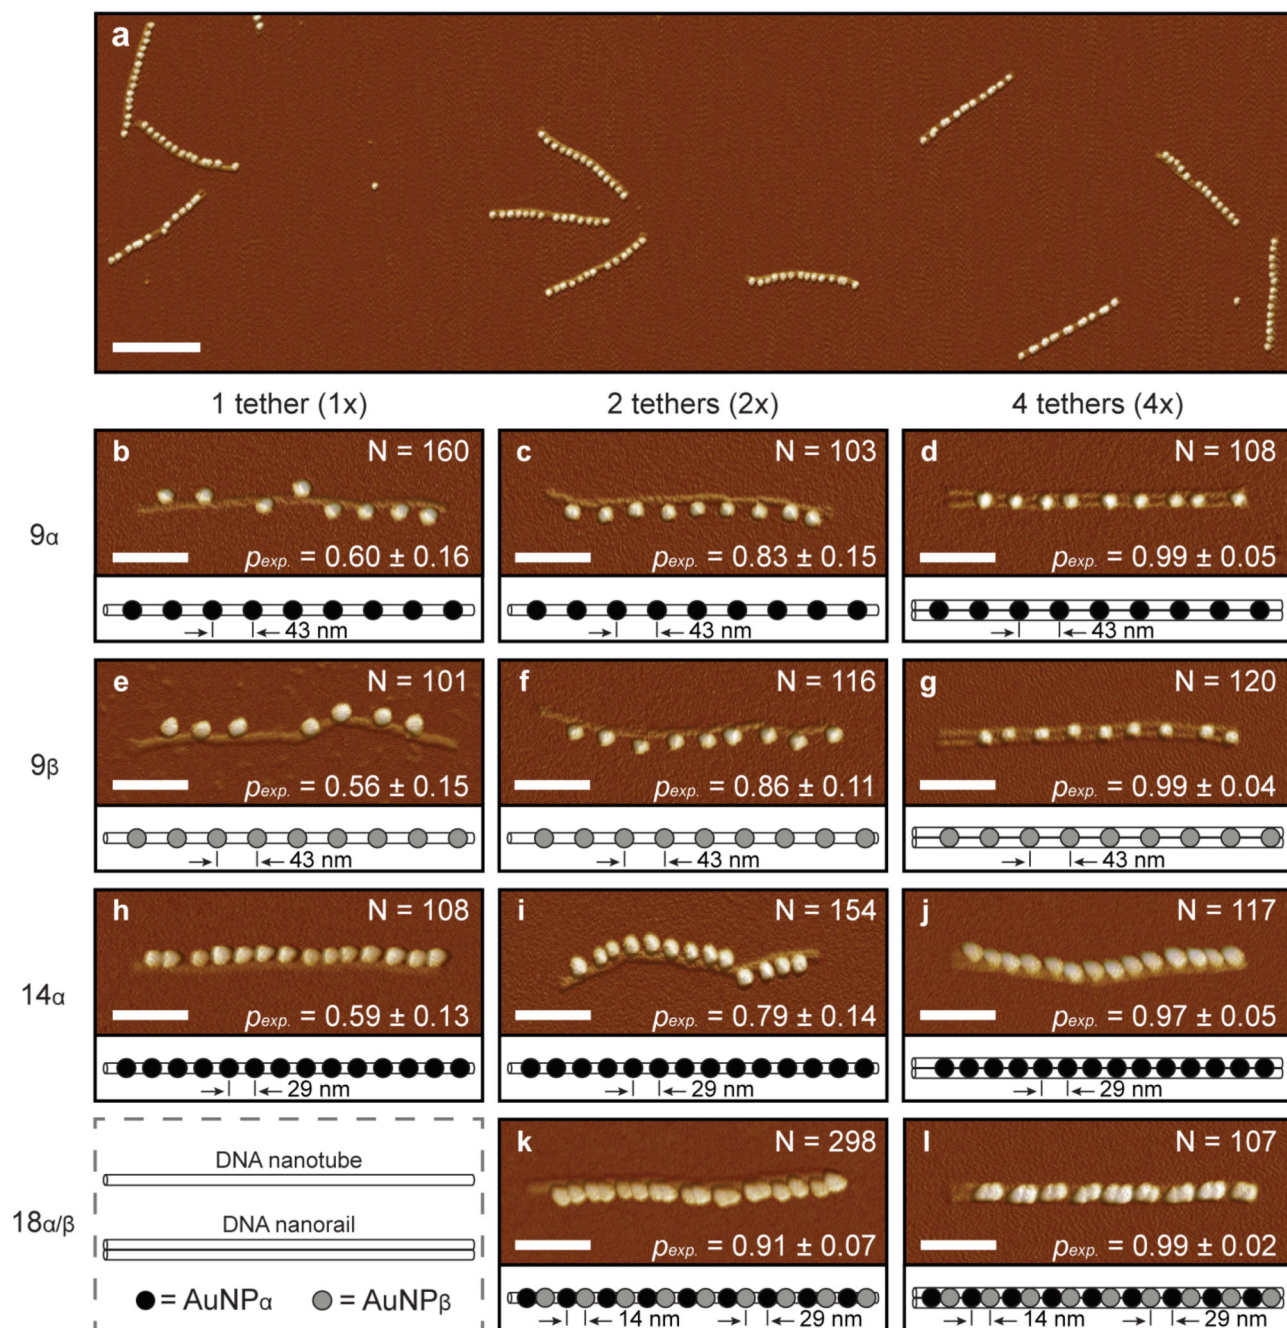 a
1 tether (1x) 2 tethers (2x) 4 tethers (4x)
9α
b N = 160
pexp. = 0.60 ± 0.16
43 nm
c N = 103
pexp. = 0.83 ± 0.15
43 nm
d N = 108
pexp. = 0.99 ± 0.05
43 nm
9β
e N = 101
pexp. = 0.56 ± 0.15
43 nm
f N = 116
pexp. = 0.86 ± 0.11
43 nm
g N = 120
pexp. = 0.99 ± 0.04
43 nm
14α
h N = 108
pexp. = 0.59 ± 0.13
29 nm
i N = 154
pexp. = 0.79 ± 0.14
29 nm
j N = 117
pexp. = 0.97 ± 0.05
29 nm
18α/β
DNA nanotube
DNA nanorail
= AuNPα = AuNPβ
k N = 298
pexp. = 0.91 ± 0.07
14 nm 29 nm
l N = 107
pexp. = 0.99 ± 0.02
14 nm 29 nm